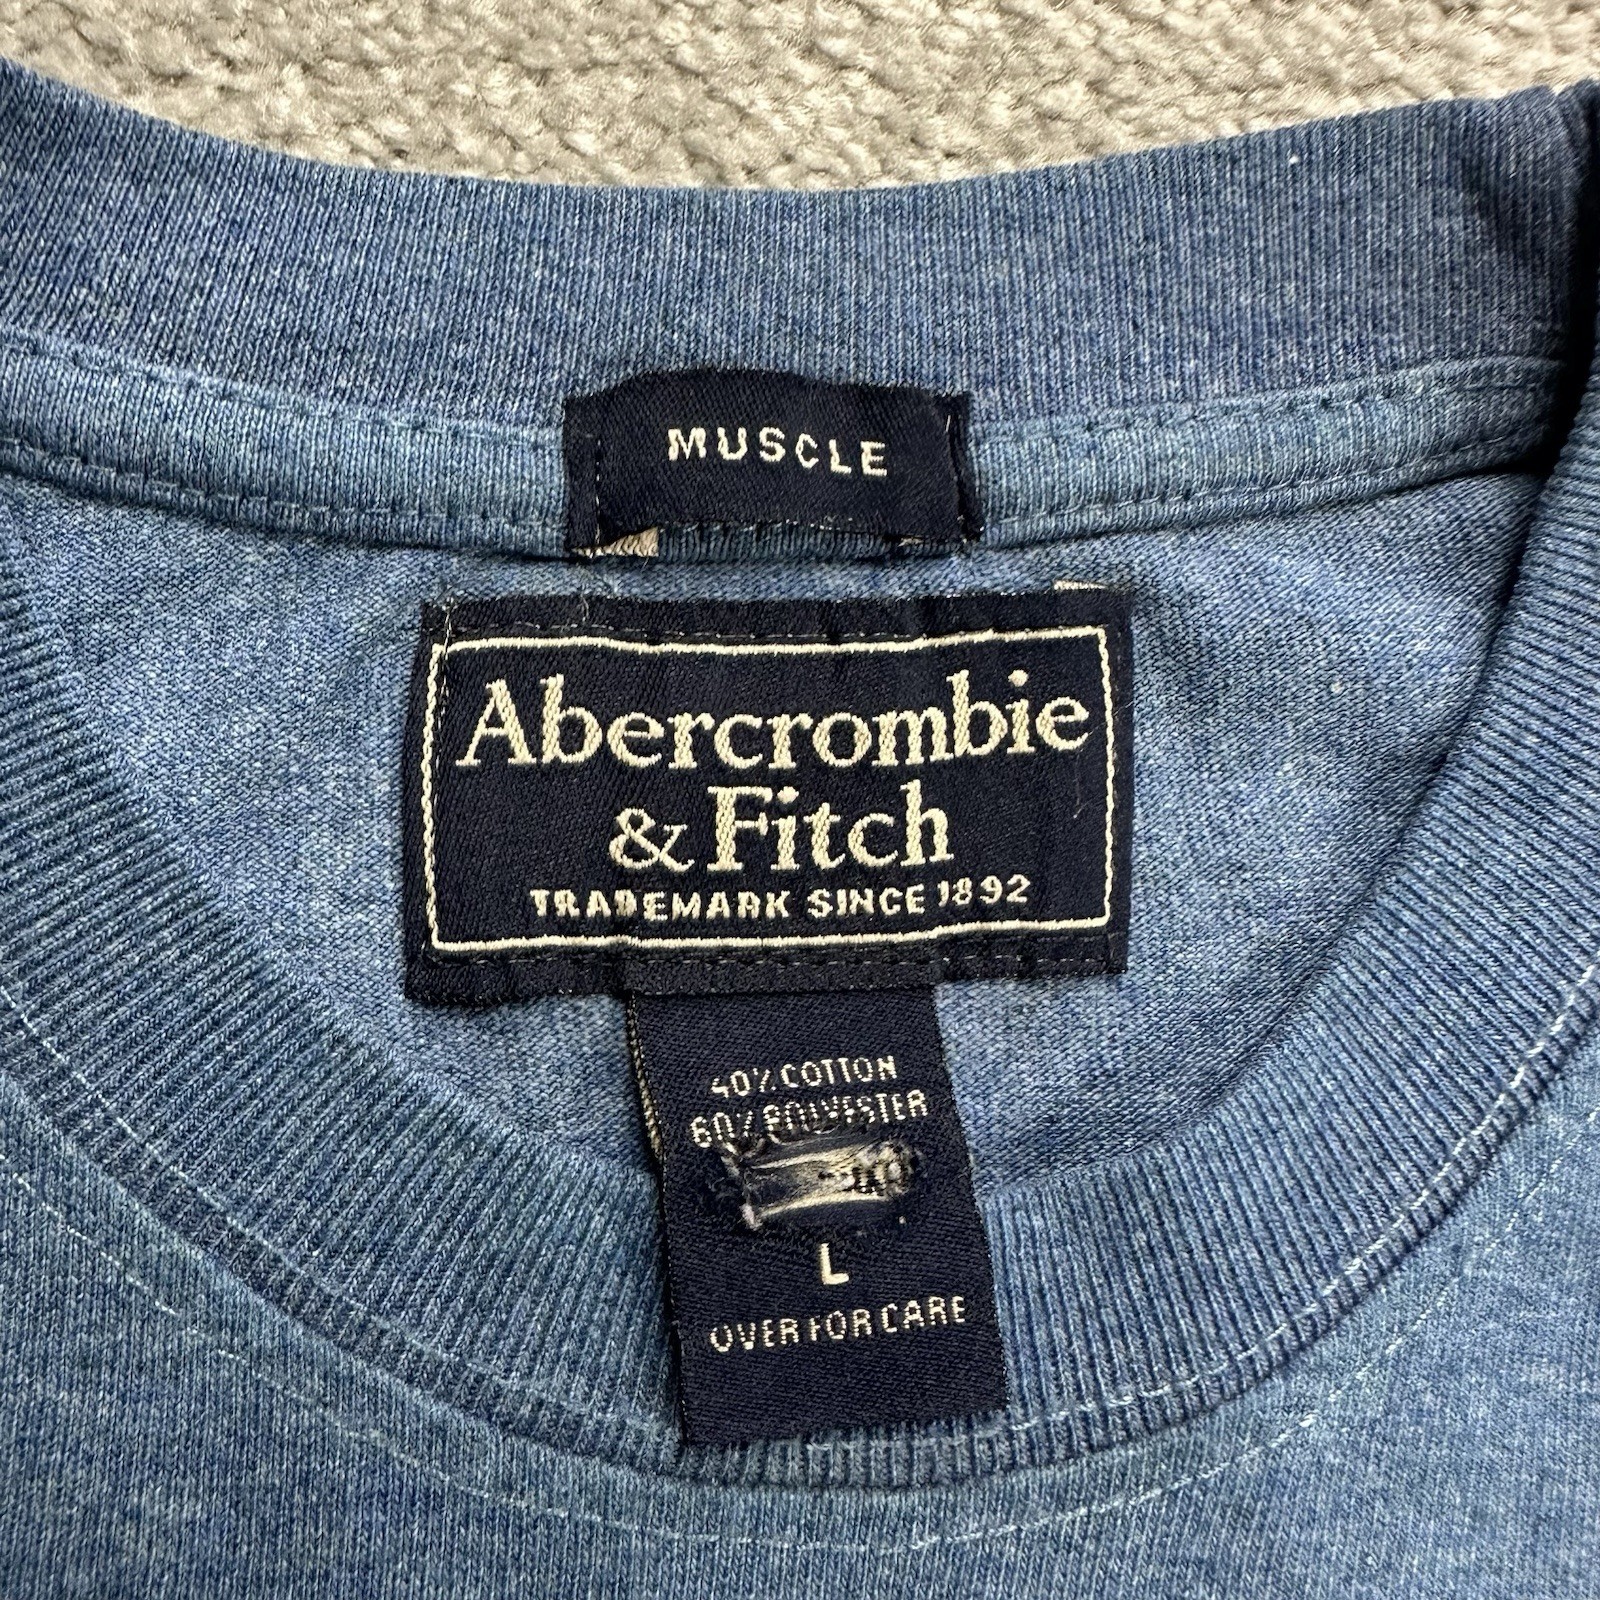 MUSCLE
Abercrombie
& Fitch
TRADEMARK SINCE 1892
40% COTTON
60% POLYESTER
L
OVER FOR CARE